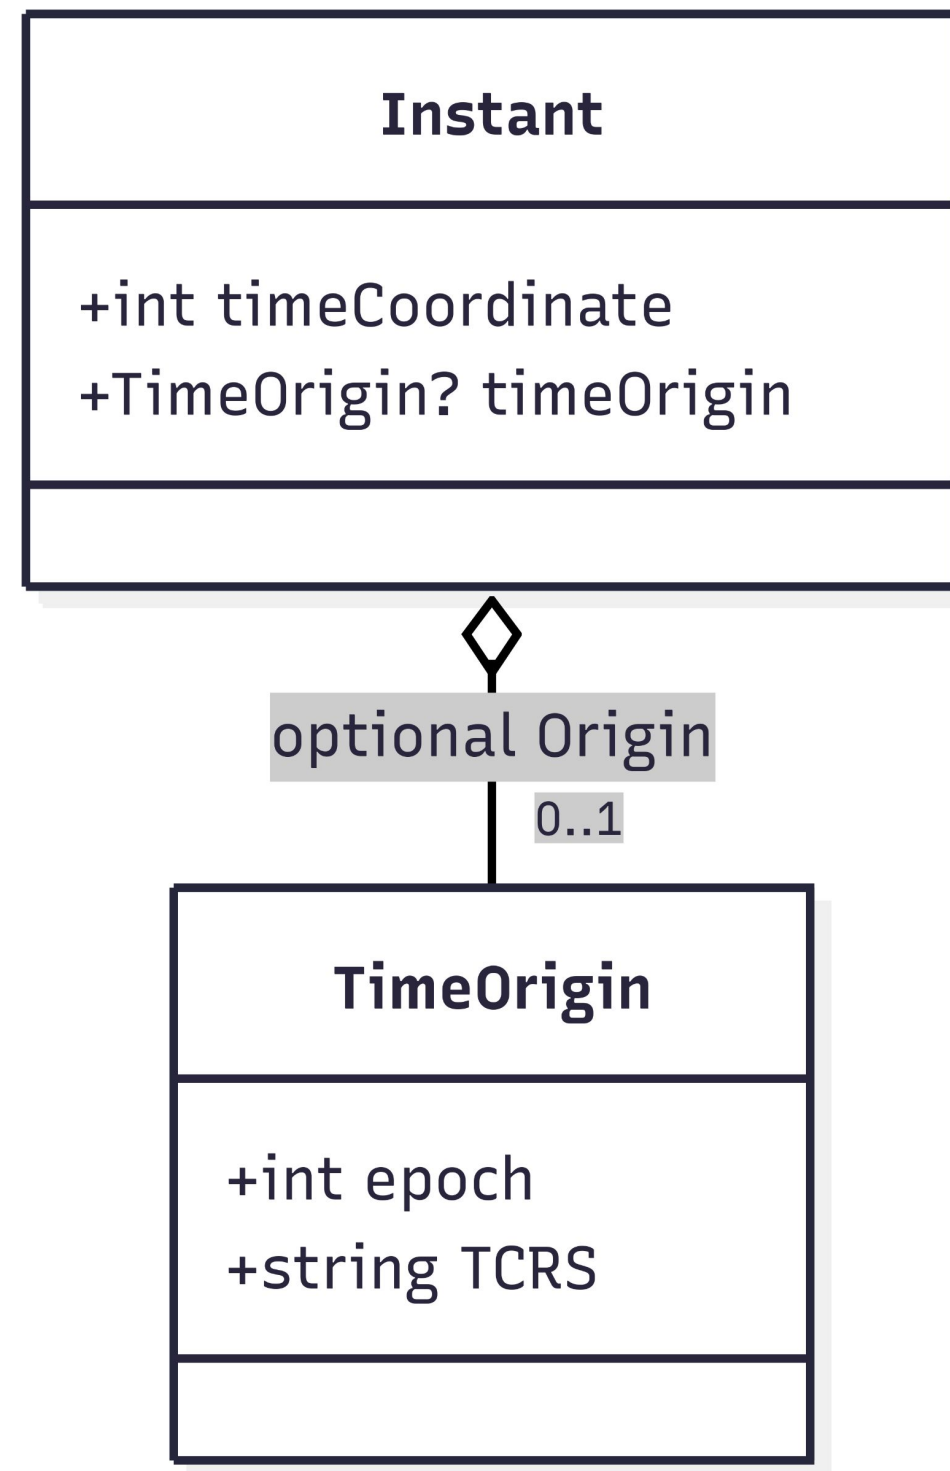 Instant
+int timeCoordinate
+TimeOrigin? timeOrigin
optional Origin
0..1
TimeOrigin
+int epoch
+string TCRS